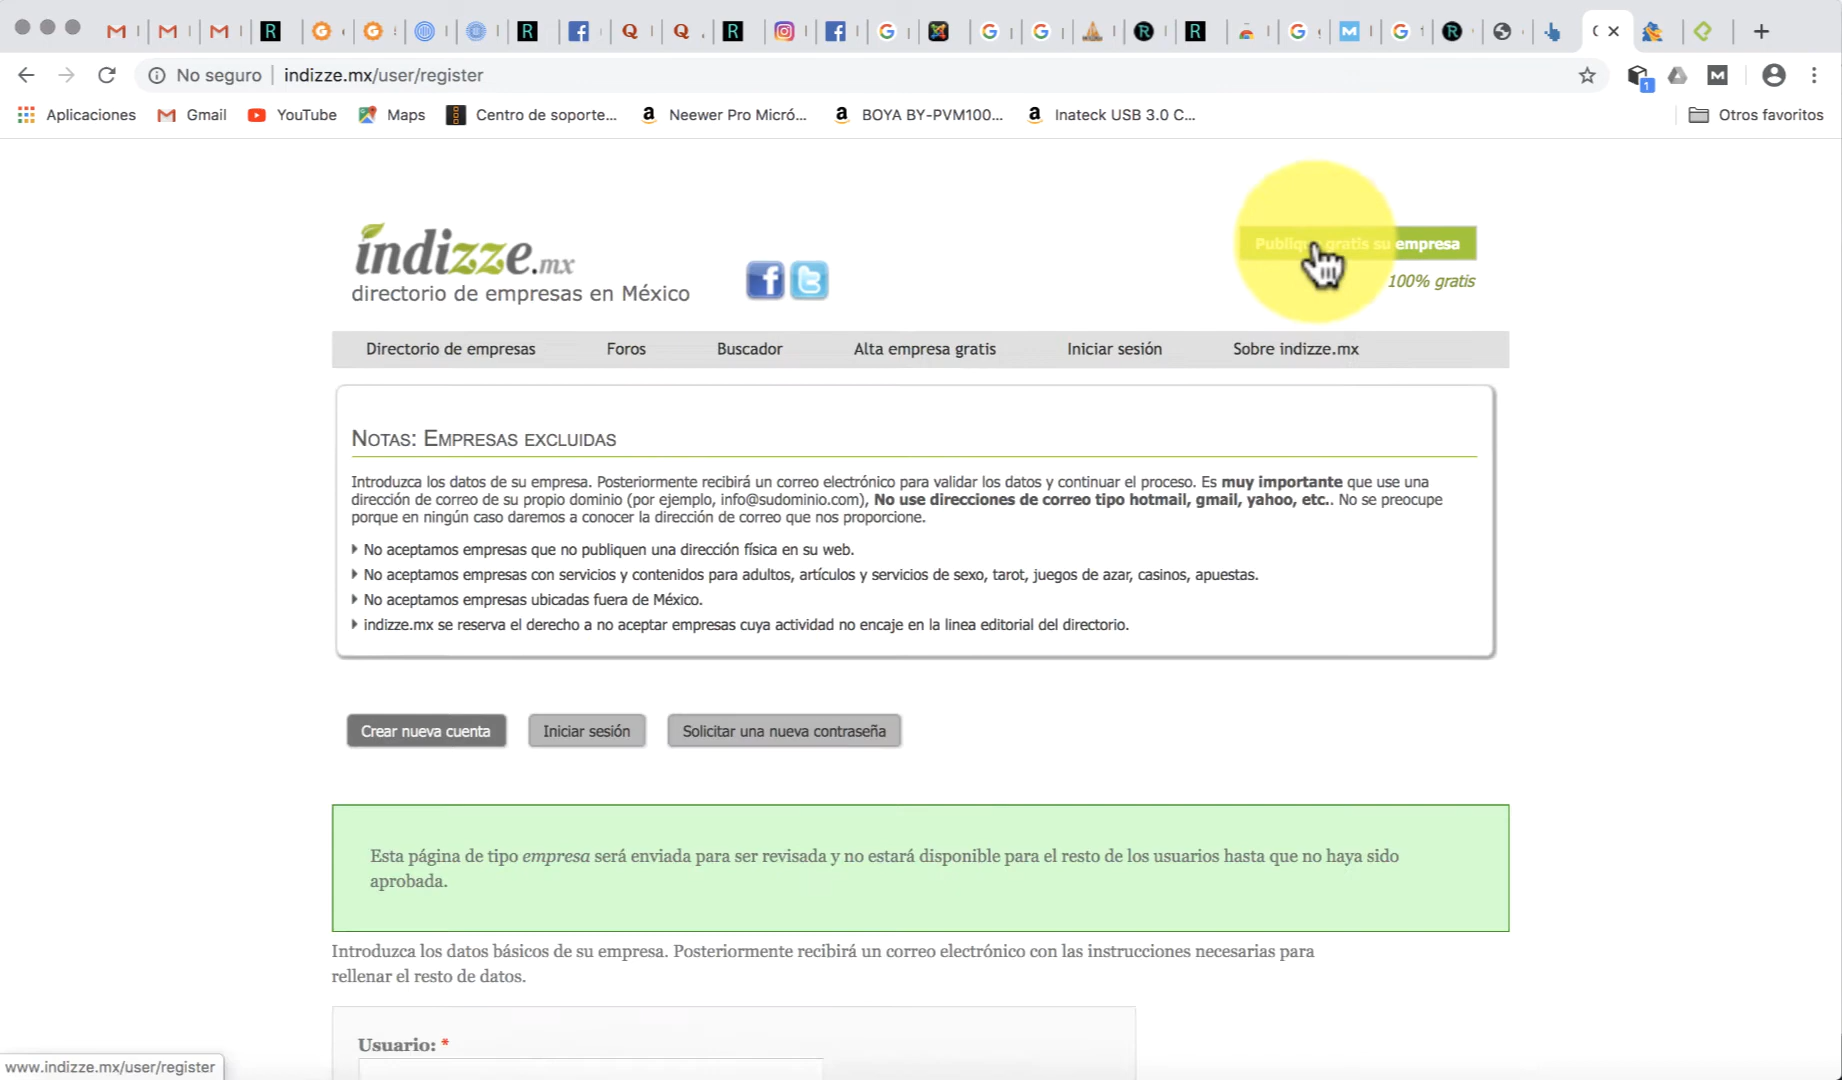 No seguro | indizze.mx/user/register
Aplicaciones Gmail YouTube Maps Centro de soporte... Neewer Pro Micró... BOYA BY-PVM100... Inateck USB 3.0 C... Otros favoritos
1
índizze.mx
directorio de empresas en México
Publique gratis su empresa
100% gratis
Directorio de empresas Foros Buscador Alta empresa gratis Iniciar sesión Sobre indizze.mx
Notas: Empresas excluidas
Introduzca los datos de su empresa. Posteriormente recibirá un correo electrónico para validar los datos y continuar el proceso. Es muy importante que use una
dirección de correo de su propio dominio (por ejemplo, info@sudominio.com), No use direcciones de correo tipo hotmail, gmail, yahoo, etc.. No se preocupe
porque en ningún caso daremos a conocer la dirección de correo que nos proporcione.
No aceptamos empresas que no publiquen una dirección física en su web.
No aceptamos empresas con servicios y contenidos para adultos, artículos y servicios de sexo, tarot, juegos de azar, casinos, apuestas.
No aceptamos empresas ubicadas fuera de México.
indizze.mx se reserva el derecho a no aceptar empresas cuya actividad no encaje en la linea editorial del directorio.
Crear nueva cuenta Iniciar sesión Solicitar una nueva contraseña
Esta página de tipo empresa será enviada para ser revisada y no estará disponible para el resto de los usuarios hasta que no haya sido
aprobada.
Introduzca los datos básicos de su empresa. Posteriormente recibirá un correo electrónico con las instrucciones necesarias para
rellenar el resto de datos.
Usuario: *
www.indizze.mx/user/register